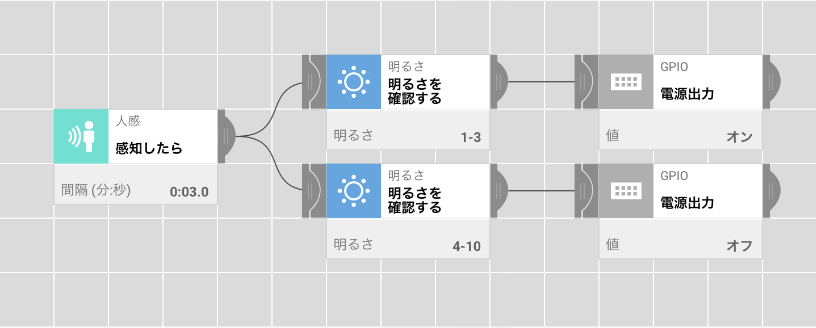 人感
感知したら
間隔 (分:秒) 0:03.0
明るさ
明るさを
確認する
明るさ 1-3
GPIO
電源出力
値 オン
明るさ
明るさを
確認する
明るさ 4-10
GPIO
電源出力
値 オフ